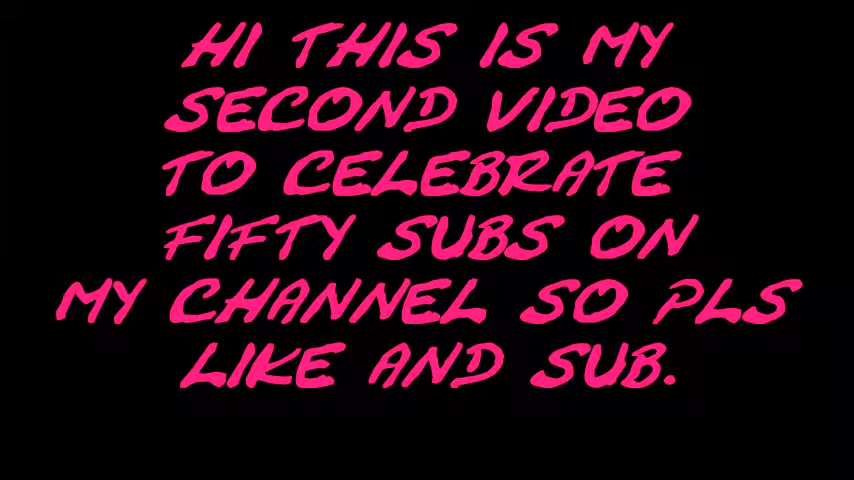 HI THIS IS MY
SECOND VIDEO
TO CELEBRATE
FIFTY SUBS ON
MY CHANNEL SO PLS
LIKE AND SUB.